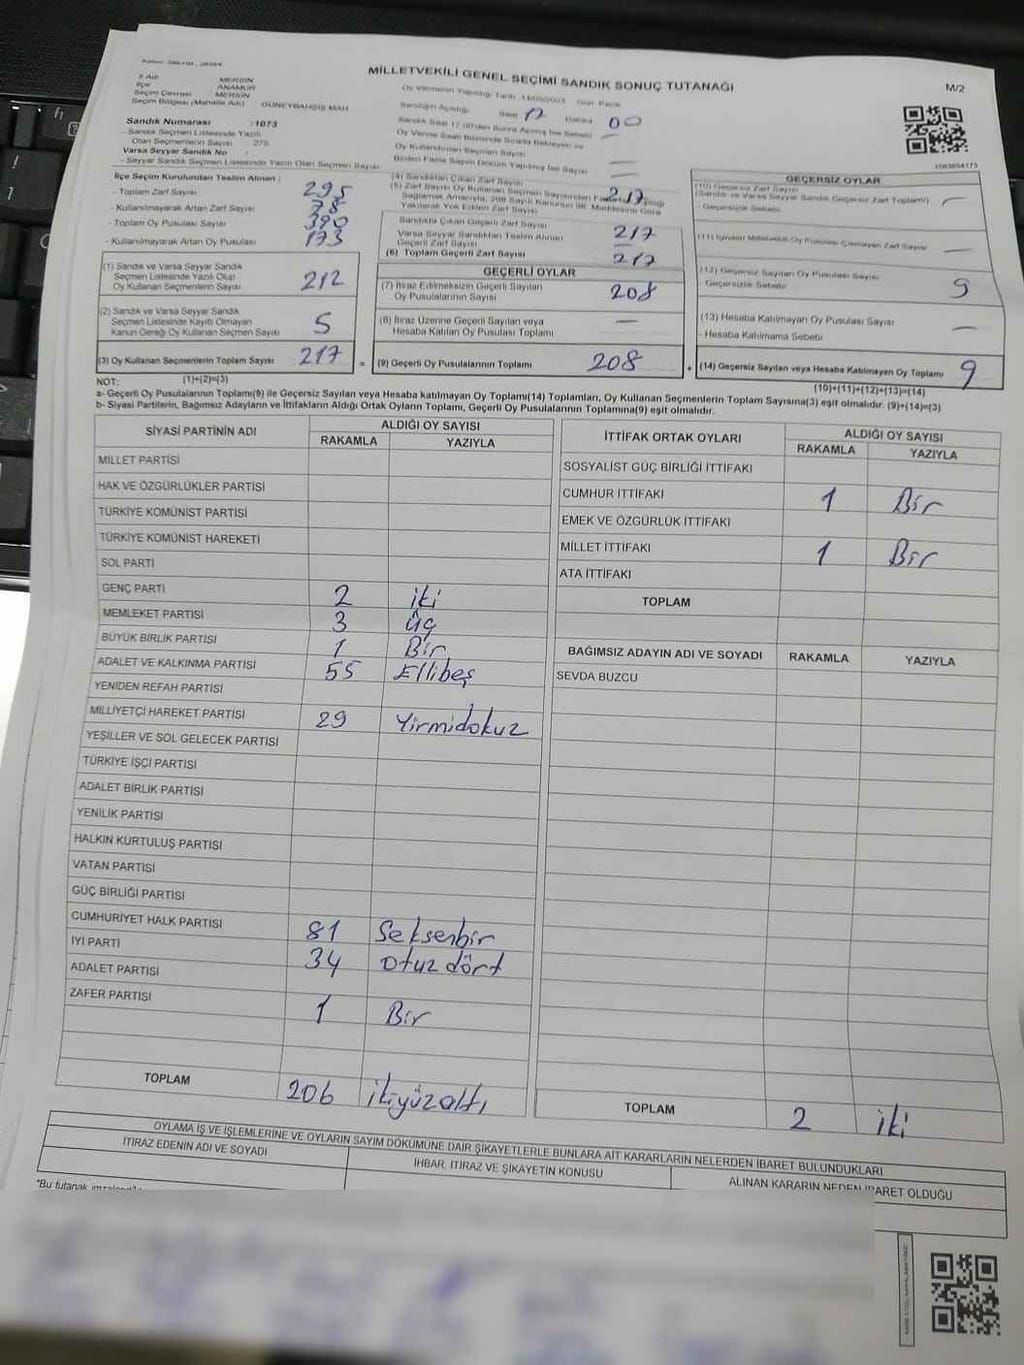 MİLLETVEKİLİ GENEL SEÇİMİ SANDIK SONUÇ TUTANAĞI
M/2
İl Adı MERSİN
İlçe ANAMUR
Seçim Çevresi MERSİN
Seçim Bölgesi (Mahalle Adı) GÜNEYBAHŞİŞ MAH
Sandık Numarası :1073
- Sandık Seçmen Listesinde Yazılı
Olan Seçmenlerin Sayısı 276
Varsa Seyyar Sandık No :
- Seyyar Sandık Seçmen Listesinde Yazılı Olan Seçmen Sayısı
Oy Vermenin Yapıldığı Tarih :14/05/2023 Gün Pazar
Sandığın Açıldığı Saat 17 Dakika 00
1083654173
İlçe Seçim Kurulundan Teslim Alınan :
- Toplam Zarf Sayısı 295
- Kullanılmayarak Artan Zarf Sayısı 78
- Toplam Oy Pusulası Sayısı 390
- Kullanılmayarak Artan Oy Pusulası 173
(1) Sandık ve Varsa Seyyar Sandık
Seçmen Listesinde Yazılı Olup
Oy Kullanan Seçmenlerin Sayısı 212
(2) Sandık ve Varsa Seyyar Sandık
Seçmen Listesinde Kayıtlı Olmayan
Kanun Gereği Oy Kullanan Seçmen Sayısı 5
(3) Oy Kullanan Seçmenlerin Toplam Sayısı 217 =
(4) Sandıktan Çıkan Zarf Sayısı 217
Sandıkta Çıkan Geçerli Zarf Sayısı 217
Varsa Seyyar Sandıktan Teslim Alınan
Geçerli Zarf Sayısı —
(6) Toplam Geçerli Zarf Sayısı 217
GEÇERLİ OYLAR
(7) İtiraz Edilmeksizin Geçerli Sayılan
Oy Pusulalarının Sayısı 208
(8) İtiraz Üzerine Geçerli Sayılan veya
Hesaba Katılan Oy Pusulası Toplamı —
(9) Geçerli Oy Pusulalarının Toplamı 208 +
GEÇERSİZ OYLAR
(10) Geçersiz Zarf Sayısı
(Sandık ve Varsa Seyyar Sandık Geçersiz Zarf Toplamı) —
- Geçersizlik Sebebi
(12) Geçersiz Sayılan Oy Pusulası Sayısı
- Geçersizlik Sebebi 9
(13) Hesaba Katılmayan Oy Pusulası Sayısı
- Hesaba Katılmama Sebebi —
(14) Geçersiz Sayılan veya Hesaba Katılmayan Oy Toplamı 9
NOT: (1)+(2)=(3)
(10)+(11)+(12)+(13)=(14)
a- Geçerli Oy Pusulalarının Toplamı(9) ile Geçersiz Sayılan veya Hesaba katılmayan Oy Toplamı(14) Toplamları, Oy Kullanan Seçmenlerin Toplam Sayısına(3) eşit olmalıdır. (9)+(14)=(3)
b- Siyasi Partilerin, Bağımsız Adayların ve İttifakların Aldığı Ortak Oyların Toplamı, Geçerli Oy Pusulalarının Toplamına(9) eşit olmalıdır.
SİYASİ PARTİNİN ADI ALDIĞI OY SAYISI
RAKAMLA YAZIYLA
MİLLET PARTİSİ
HAK VE ÖZGÜRLÜKLER PARTİSİ
TÜRKİYE KOMÜNİST PARTİSİ
TÜRKİYE KOMÜNİST HAREKETİ
SOL PARTİ
GENÇ PARTİ 2 iki
MEMLEKET PARTİSİ 3 üç
BÜYÜK BİRLİK PARTİSİ 1 Bir
ADALET VE KALKINMA PARTİSİ 55 Ellibeş
YENİDEN REFAH PARTİSİ
MİLLİYETÇİ HAREKET PARTİSİ 29 Yirmidokuz
YEŞİLLER VE SOL GELECEK PARTİSİ
TÜRKİYE İŞÇİ PARTİSİ
ADALET BİRLİK PARTİSİ
YENİLİK PARTİSİ
HALKIN KURTULUŞ PARTİSİ
VATAN PARTİSİ
GÜÇ BİRLİĞİ PARTİSİ
CUMHURİYET HALK PARTİSİ 81 Seksenbir
İYİ PARTİ 34 Otuz dört
ADALET PARTİSİ
ZAFER PARTİSİ 1 Bir
TOPLAM 206 ikiyüzaltı
İTTİFAK ORTAK OYLARI ALDIĞI OY SAYISI
RAKAMLA YAZIYLA
SOSYALİST GÜÇ BİRLİĞİ İTTİFAKI
CUMHUR İTTİFAKI 1 Bir
EMEK VE ÖZGÜRLÜK İTTİFAKI
MİLLET İTTİFAKI 1 Bir
ATA İTTİFAKI
TOPLAM
BAĞIMSIZ ADAYIN ADI VE SOYADI RAKAMLA YAZIYLA
SEVDA BUZCU
TOPLAM 2 iki
OYLAMA İŞ VE İŞLEMLERİNE VE OYLARIN SAYIM DÖKÜMÜNE DAİR ŞİKAYETLERLE BUNLARA AİT KARARLARIN NELERDEN İBARET BULUNDUKLARI
İTİRAZ EDENİN ADI VE SOYADI
İHBAR, İTİRAZ VE ŞİKAYETİN KONUSU
ALINAN KARARIN NEDEN İBARET OLDUĞU
"Bu tutanak